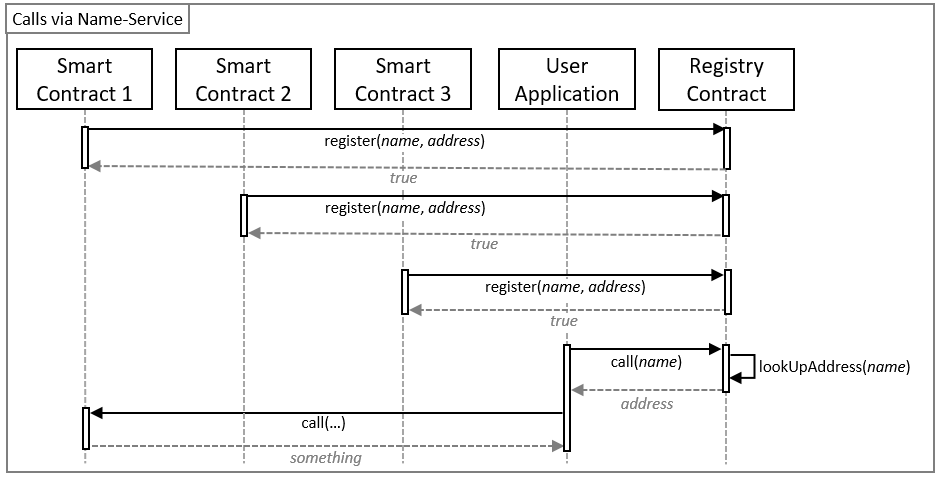 Calls via Name-Service
Smart
Contract 1
Smart
Contract 2
Smart
Contract 3
User
Application
Registry
Contract
register(name, address)
true
register(name, address)
true
register(name, address)
true
call(name)
lookUpAddress(name)
address
call(...)
something